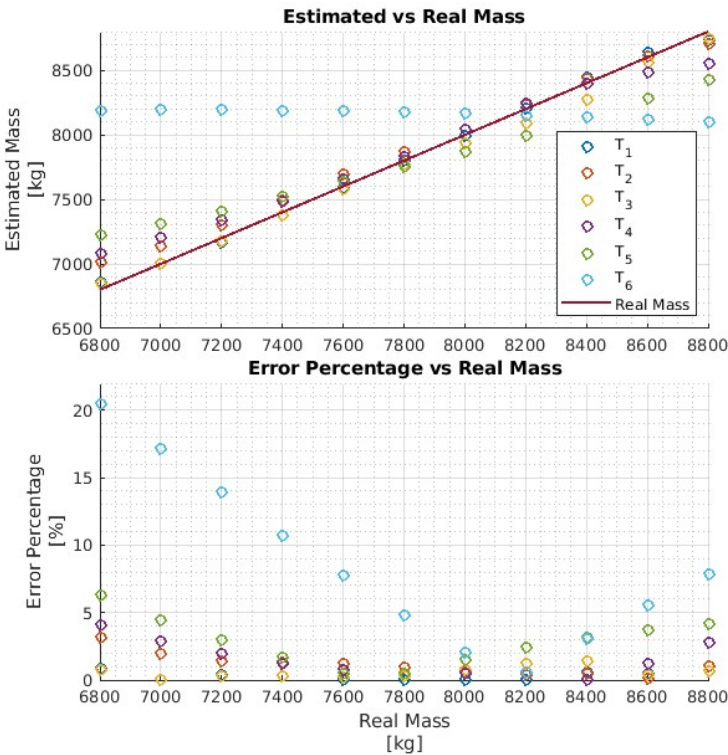 Estimated vs Real Mass
8500
8000
7500
7000
6500
Estimated Mass
[kg]
T1
T2
T3
T4
T5
T6
Real Mass
6800 7000 7200 7400 7600 7800 8000 8200 8400 8600 8800
Error Percentage vs Real Mass
20
15
10
5
0
Error Percentage
[%]
6800 7000 7200 7400 7600 7800 8000 8200 8400 8600 8800
Real Mass
[kg]